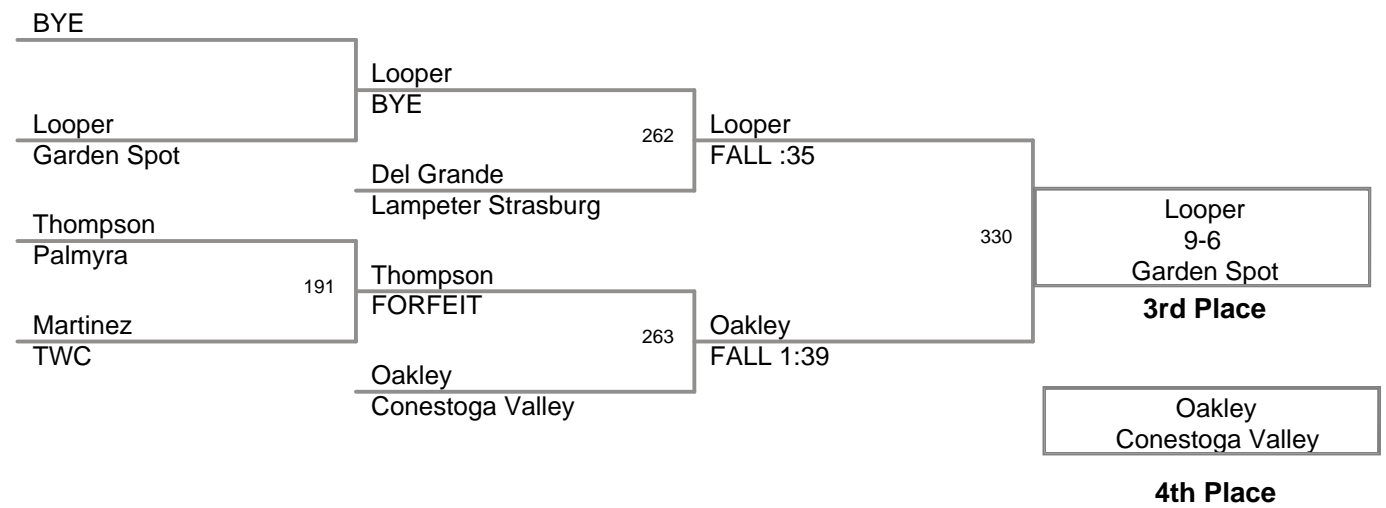 BYE
Looper
BYE
Looper
Garden Spot
262
Looper
FALL :35
Del Grande
Lampeter Strasburg
Thompson
Palmyra
191
Thompson
FORFEIT
Martinez
TWC
263
Oakley
FALL 1:39
Oakley
Conestoga Valley
330
Looper
9-6
Garden Spot
3rd Place
Oakley
Conestoga Valley
4th Place